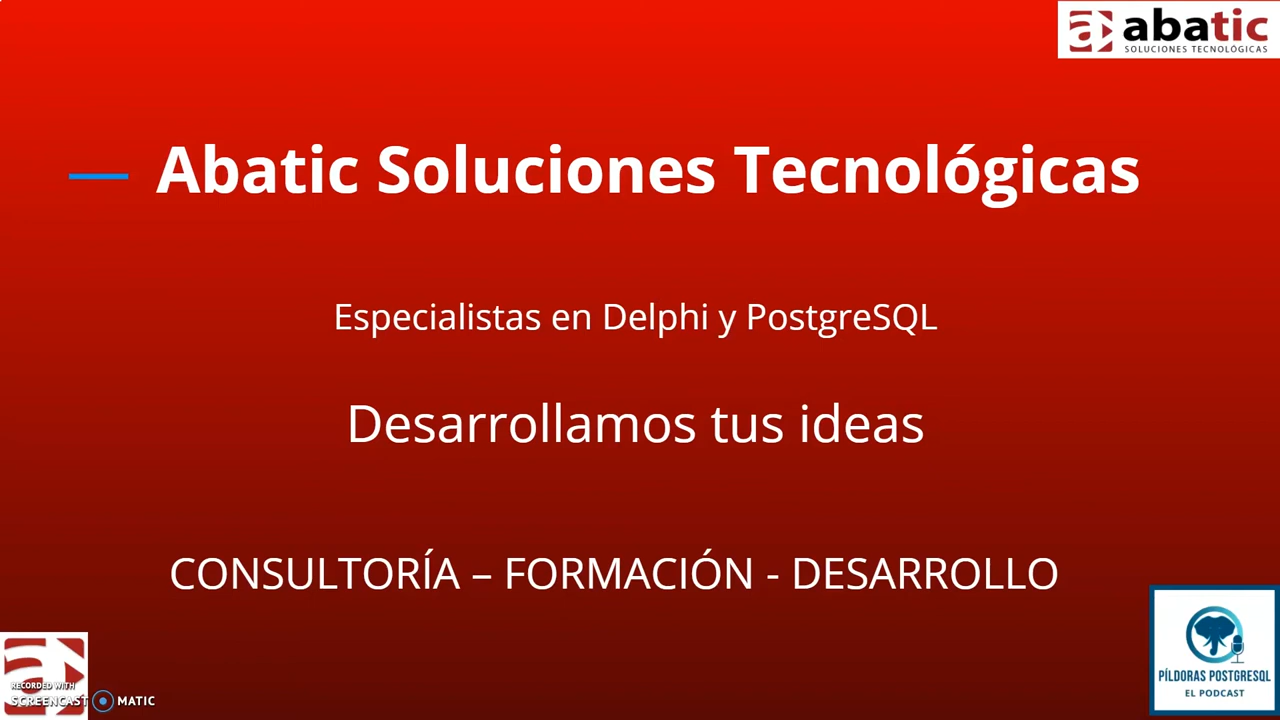 abatic
SOLUCIONES TECNOLÓGICAS
Abatic Soluciones Tecnológicas
Especialistas en Delphi y PostgreSQL
Desarrollamos tus ideas
CONSULTORÍA – FORMACIÓN - DESARROLLO
PÍLDORAS POSTGRESQL
EL PODCAST
RECORDED WITH
SCREENCAST MATIC